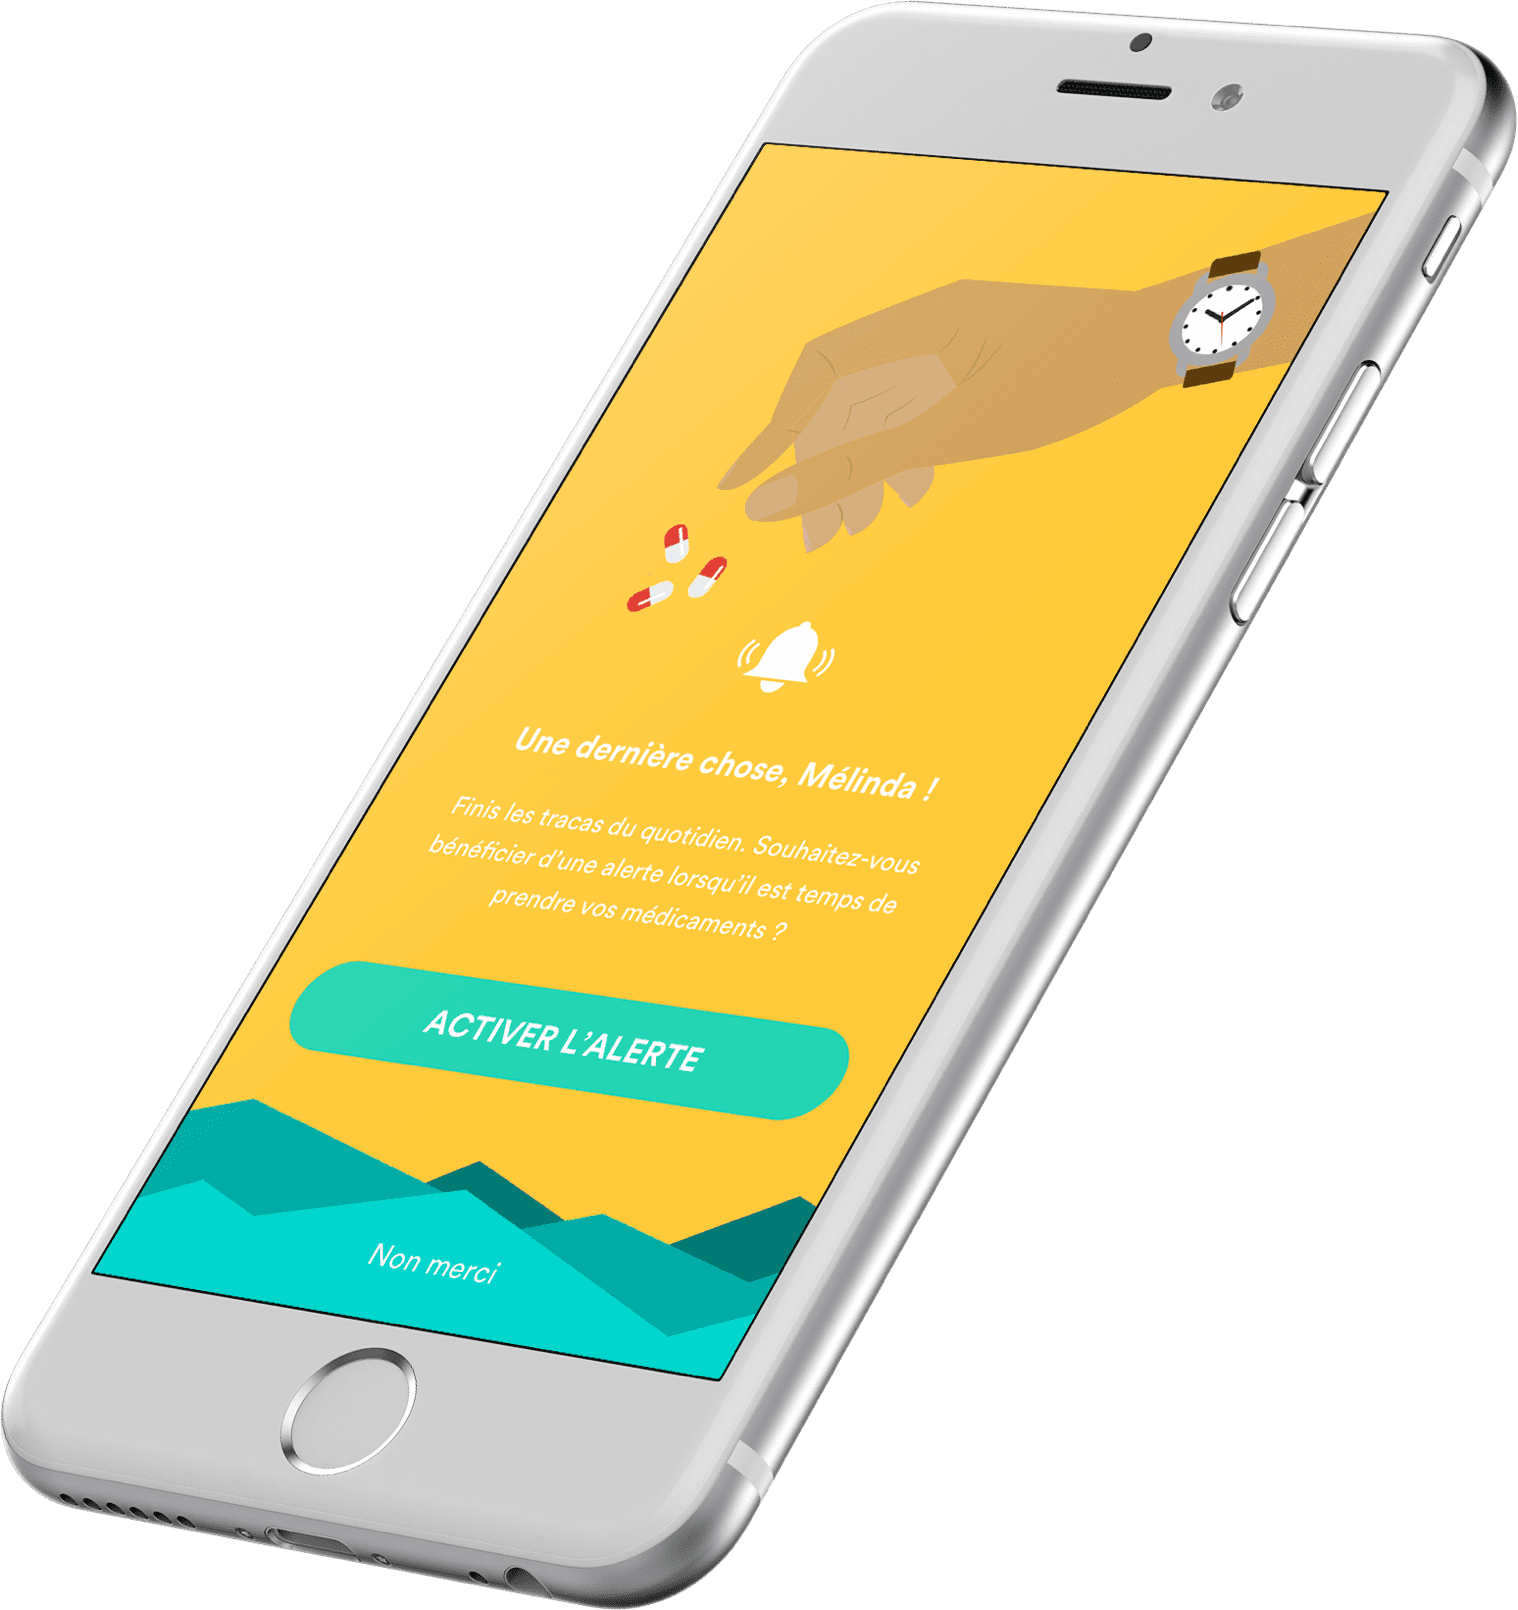 Une dernière chose, Mélinda !
Finis les tracas du quotidien. Souhaitez-vous
bénéficier d'une alerte lorsqu'il est temps de
prendre vos médicaments ?
ACTIVER L'ALERTE
Non merci